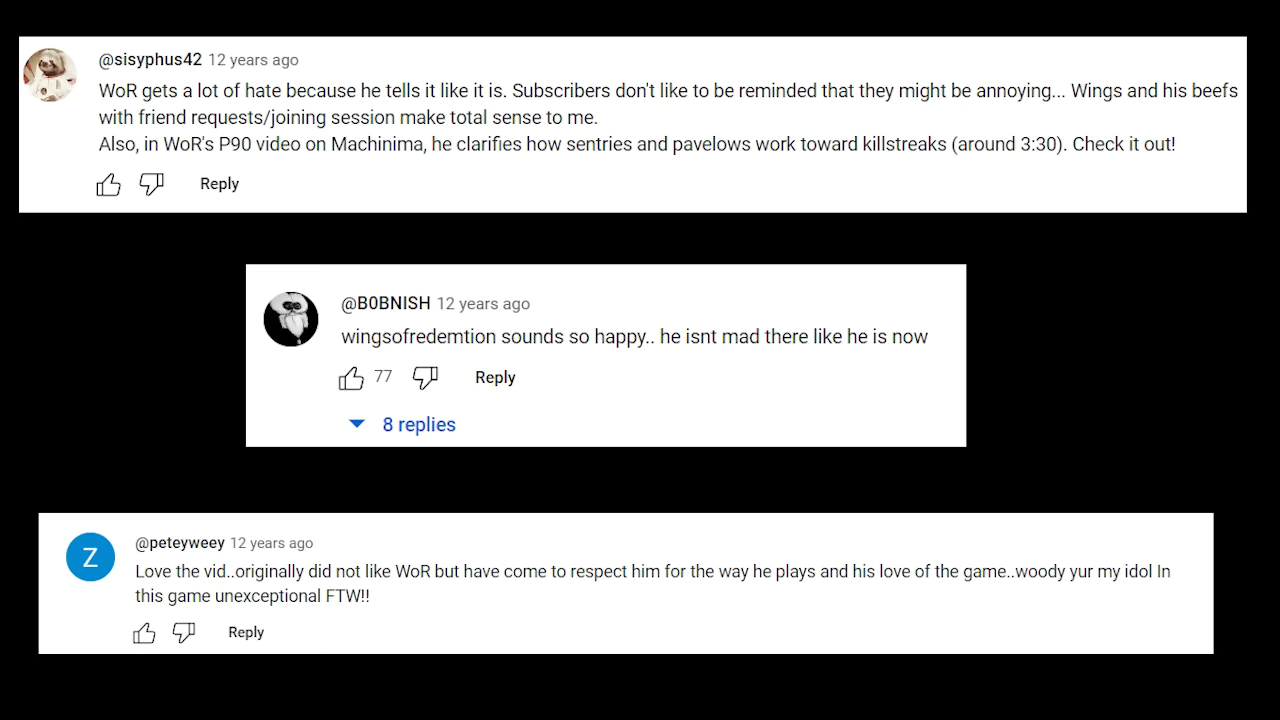 @sisyphus42 12 years ago
WoR gets a lot of hate because he tells it like it is. Subscribers don't like to be reminded that they might be annoying... Wings and his beefs
with friend requests/joining session make total sense to me.
Also, in WoR's P90 video on Machinima, he clarifies how sentries and pavelows work toward killstreaks (around 3:30). Check it out!
Reply
@B0BNISH 12 years ago
wingsofredemtion sounds so happy.. he isnt mad there like he is now
77 Reply
8 replies
Z
@peteyweey 12 years ago
Love the vid..originally did not like WoR but have come to respect him for the way he plays and his love of the game..woody yur my idol In
this game unexceptional FTW!!
Reply